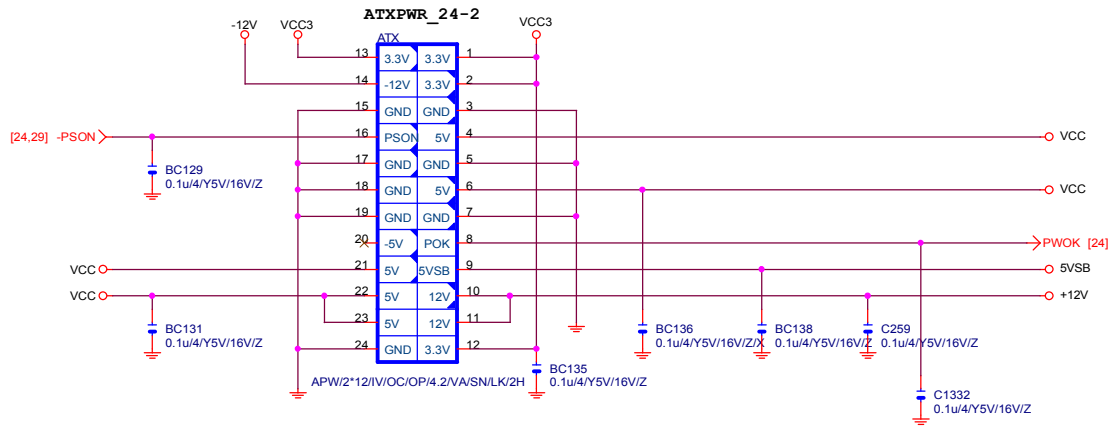 ATXPWR_24-2
-12V VCC3 VCC3
ATX
13 3.3V 3.3V 1
14 -12V 3.3V 2
15 GND GND 3
[24,29] -PSON 16 PSON 5V 4 VCC
17 GND GND 5
BC129
0.1u/4/Y5V/16V/Z
18 GND 5V 6 VCC
19 GND GND 7
20 -5V POK 8 PWOK [24]
VCC 21 5V 5VSB 9 5VSB
VCC 22 5V 12V 10 +12V
23 5V 12V 11
BC131
0.1u/4/Y5V/16V/Z
BC136
0.1u/4/Y5V/16V/Z/X
BC138
0.1u/4/Y5V/16V/Z
C259
0.1u/4/Y5V/16V/Z
24 GND 3.3V 12
BC135
0.1u/4/Y5V/16V/Z
APW/2*12/IV/OC/OP/4.2/VA/SN/LK/2H
C1332
0.1u/4/Y5V/16V/Z